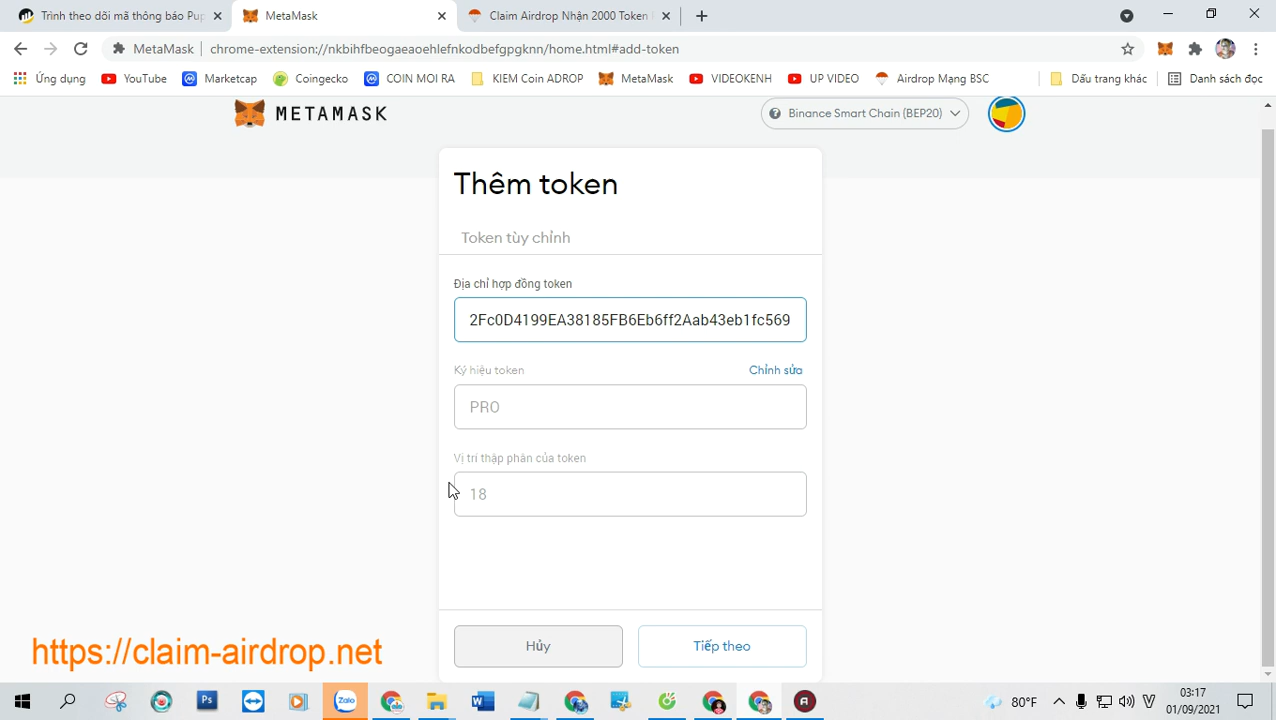 Trình theo dõi mã thông báo Pup
MetaMask
Claim Airdrop Nhận 2000 Token
MetaMask
chrome-extension://nkbihfbeogaeaoehlefnkodbefgpgknn/home.html#add-token
Ứng dụng
YouTube
Marketcap
Coingecko
COIN MOI RA
KIEM Coin ADROP
MetaMask
VIDEOKENH
UP VIDEO
Airdrop Mạng BSC
Dấu trang khác
Danh sách đọc
METAMASK
Binance Smart Chain (BEP20)
Thêm token
Token tùy chỉnh
Địa chỉ hợp đồng token
2Fc0D4199EA38185FB6Eb6ff2Aab43eb1fc569
Ký hiệu token
Chỉnh sửa
PRO
Vị trí thập phân của token
18
Hủy
Tiếp theo
https://claim-airdrop.net
Ps
Zalo
80°F
03:17
01/09/2021